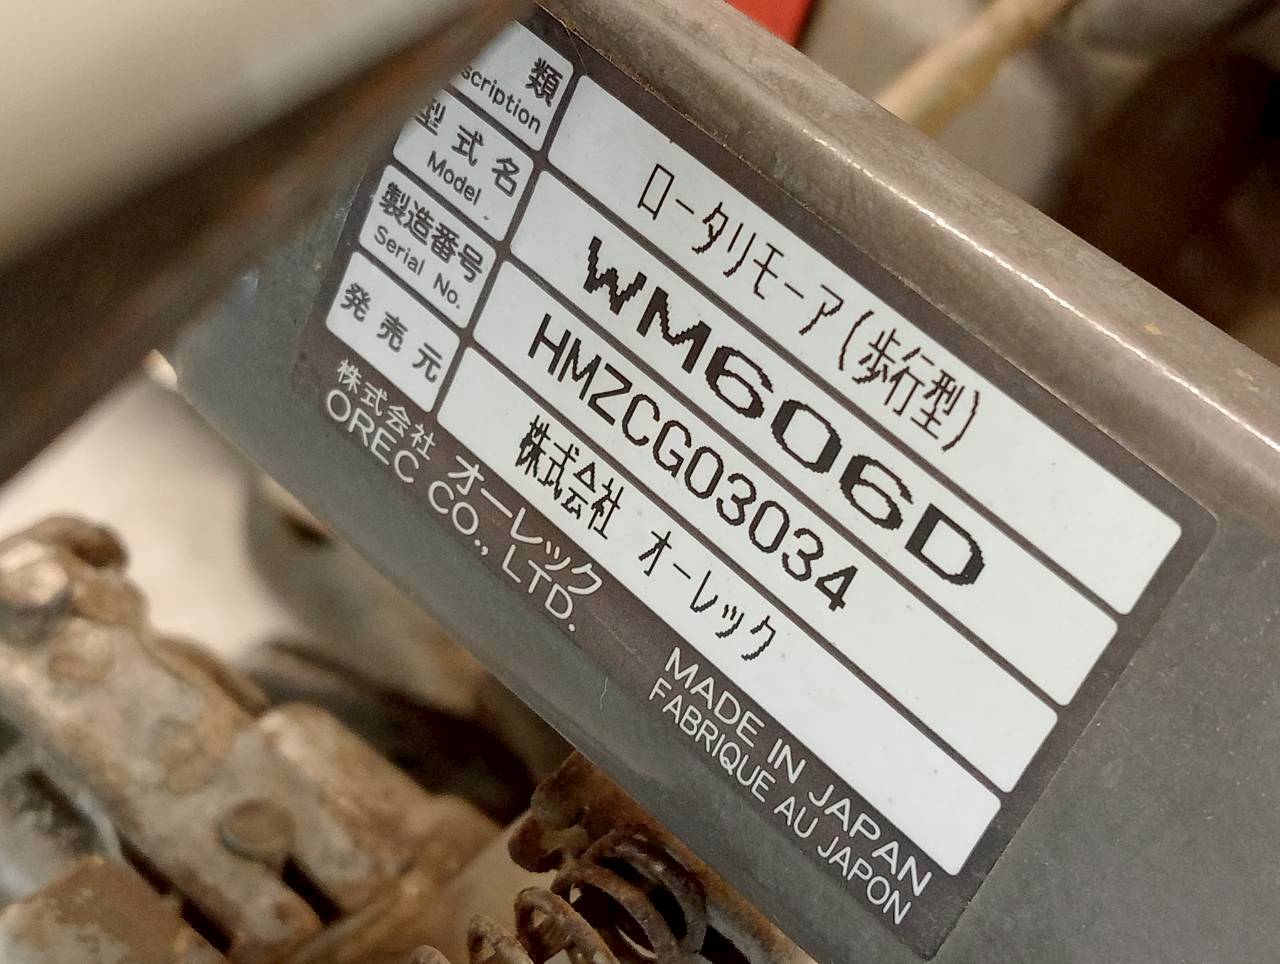 類
scription
ロータリモーア(歩行型)
型式名
Model
WM606D
製造番号
Serial No.
HMZCG03034
発売元
株式会社 オーレック
株式会社 オーレック
OREC CO., LTD.
MADE IN JAPAN
FABRIQUE AU JAPON